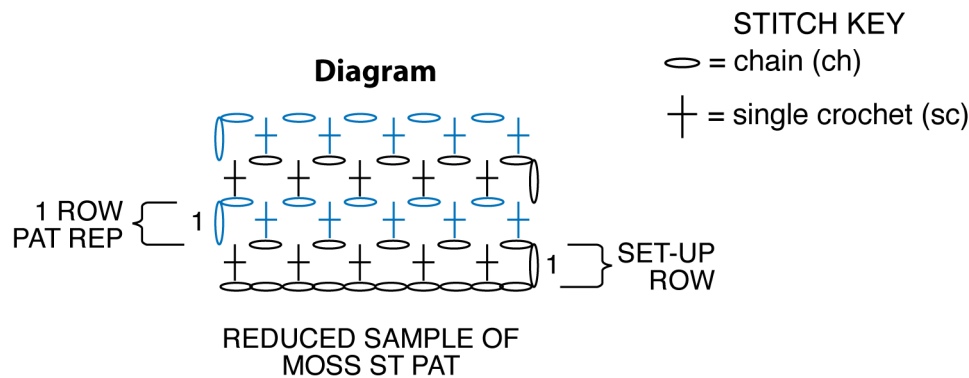 STITCH KEY
= chain (ch)
= single crochet (sc)
Diagram
1 ROW
PAT REP
1
1
SET-UP
ROW
REDUCED SAMPLE OF
MOSS ST PAT